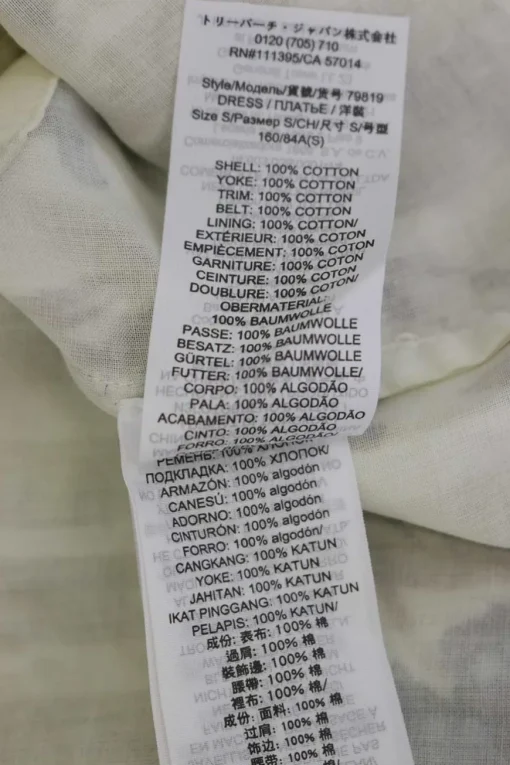 トリーバーチ・ジャパン株式会社
0120 (705) 710
RN#111395/CA 57014
Style/Модель/貨號/货号 79819
DRESS / ПЛАТЬЕ / 洋裝
Size S/Размер S/CH/尺寸 S/号型
160/84A(S)
SHELL: 100% COTTON
YOKE: 100% COTTON
TRIM: 100% COTTON
BELT: 100% COTTON
LINING: 100% COTTON/
EXTÉRIEUR: 100% COTON
EMPIÈCEMENT: 100% COTON
GARNITURE: 100% COTON
CEINTURE: 100% COTON
DOUBLURE: 100% COTON/
OBERMATERIAL:
100% BAUMWOLLE
PASSE: 100% BAUMWOLLE
BESATZ: 100% BAUMWOLLE
GÜRTEL: 100% BAUMWOLLE
FUTTER: 100% BAUMWOLLE/
CORPO: 100% ALGODÃO
PALA: 100% ALGODÃO
ACABAMENTO: 100% ALGODÃO
CINTO: 100% ALGODÃO
FORRO: 100% ALGODÃO
РЕМЕНЬ: 100% ХЛОПОК
ПОДКЛАДКА: 100% ХЛОПОК/
ARMAZÓN: 100% algodón
CANESÚ: 100% algodón
ADORNO: 100% algodón
CINTURÓN: 100% algodón
FORRO: 100% algodón/
CANGKANG: 100% KATUN
YOKE: 100% KATUN
JAHITAN: 100% KATUN
IKAT PINGGANG: 100% KATUN
PELAPIS: 100% KATUN/
成份: 表布: 100% 棉
過肩: 100% 棉
裝飾邊: 100% 棉
腰帶: 100% 棉
裡布: 100% 棉/
成份: 面料: 100% 棉
过肩: 100% 棉
饰边: 100% 棉
腰带: 100% 棉